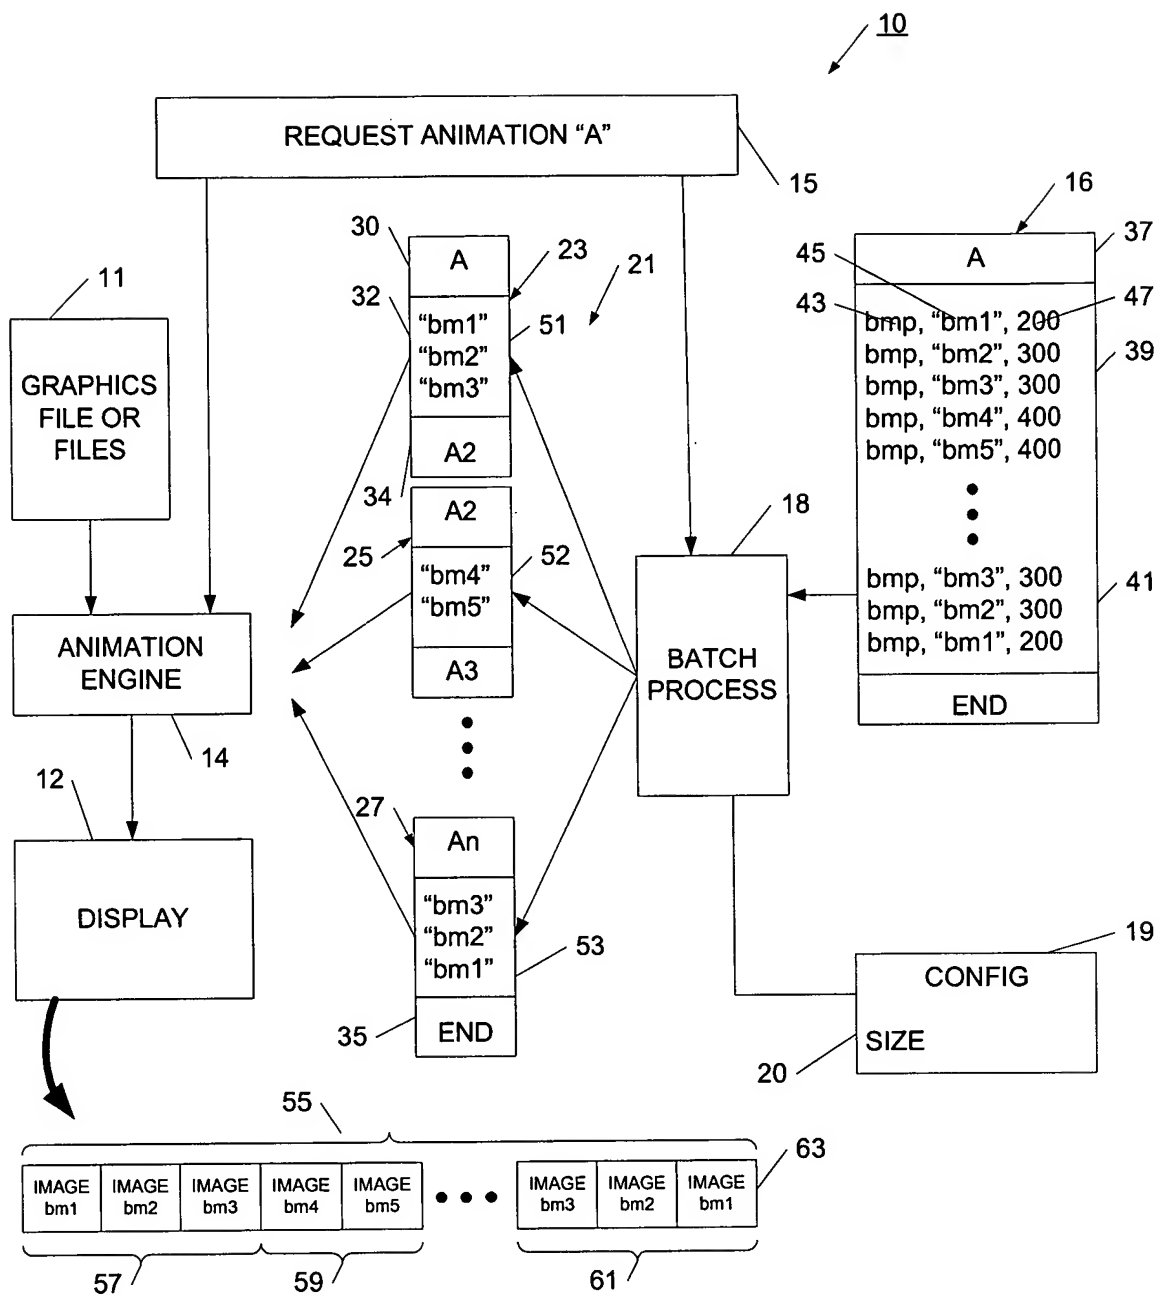 10
REQUEST ANIMATION “A”
15
16
37
A
45
43
47
bmp, “bm1”, 200
bmp, “bm2”, 300
bmp, “bm3”, 300
bmp, “bm4”, 400
bmp, “bm5”, 400
39
bmp, “bm3”, 300
bmp, “bm2”, 300
bmp, “bm1”, 200
41
END
30
A
23
21
32
“bm1”
“bm2”
“bm3”
51
A2
34
A2
25
“bm4”
“bm5”
52
A3
11
GRAPHICS
FILE OR
FILES
ANIMATION
ENGINE
14
18
BATCH
PROCESS
12
DISPLAY
27
An
“bm3”
“bm2”
“bm1”
53
END
35
19
CONFIG
SIZE
20
55
63
IMAGE
bm1
IMAGE
bm2
IMAGE
bm3
IMAGE
bm4
IMAGE
bm5
IMAGE
bm3
IMAGE
bm2
IMAGE
bm1
57
59
61